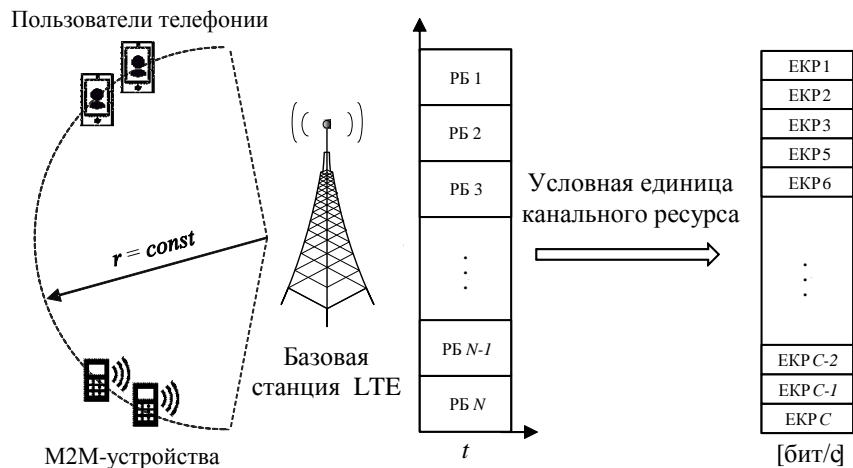 Пользователи телефонии
r = const
М2М-устройства
Базовая
станция LTE
РБ 1
РБ 2
РБ 3
РБ N-1
РБ N
t
Условная единица
канального ресурса
ЕКР1
ЕКР2
ЕКР3
ЕКР5
ЕКР6
ЕКР C-2
ЕКР C-1
ЕКР C
[бит/с]